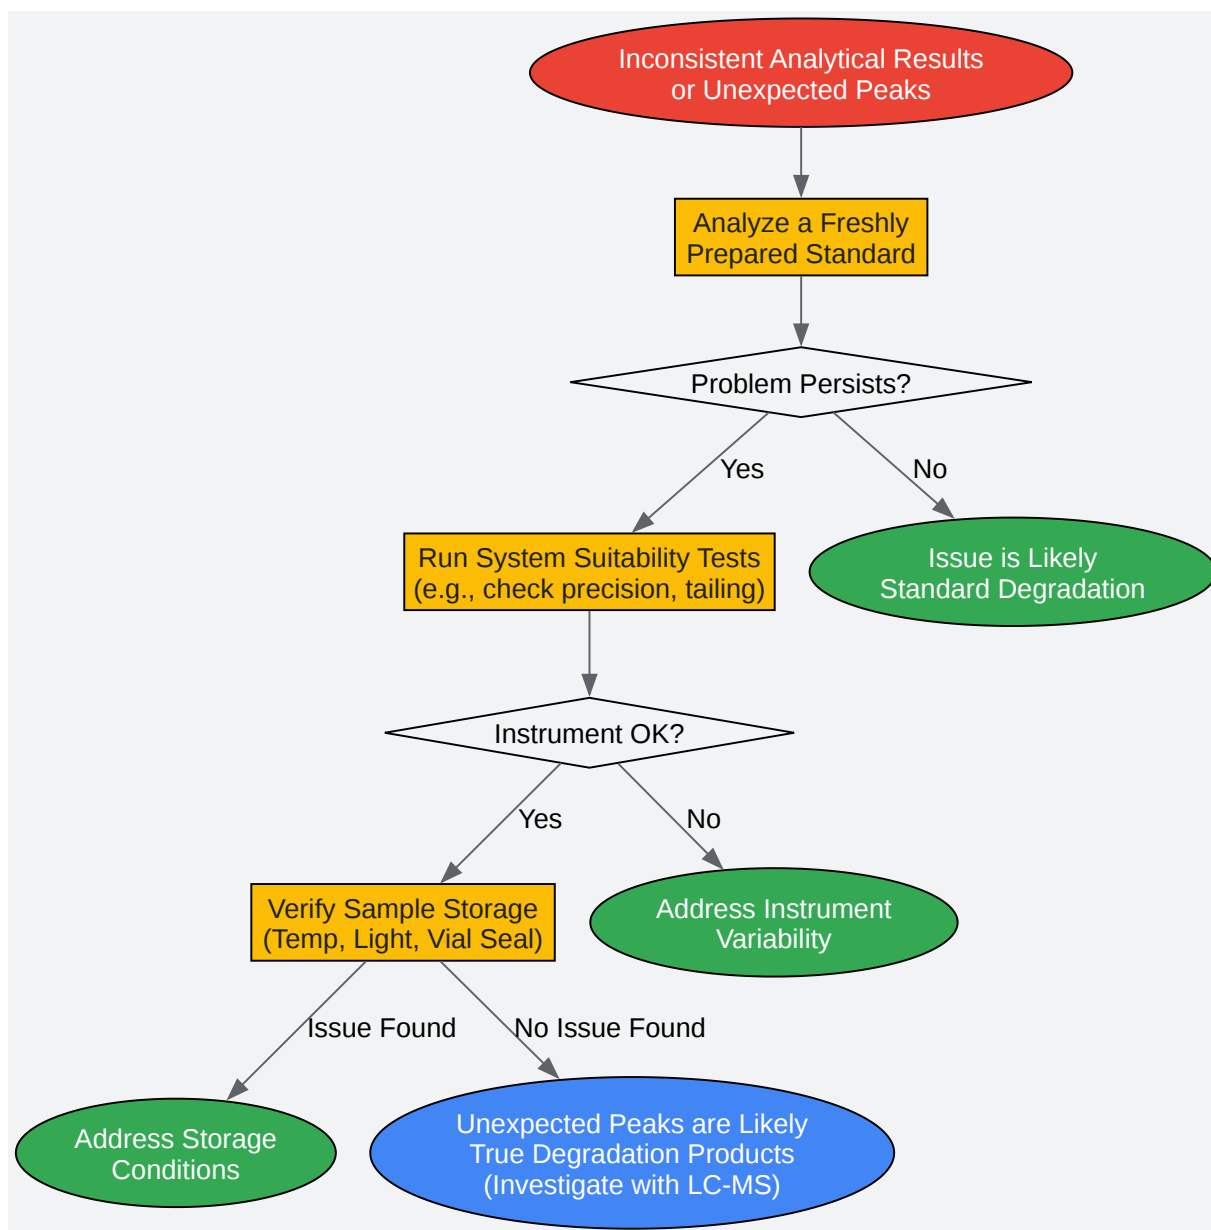 Inconsistent Analytical Results
or Unexpected Peaks
Analyze a Freshly
Prepared Standard
Problem Persists?
Yes
No
Run System Suitability Tests
(e.g., check precision, tailing)
Issue is Likely
Standard Degradation
Instrument OK?
Yes
No
Verify Sample Storage
(Temp, Light, Vial Seal)
Address Instrument
Variability
Issue Found
No Issue Found
Address Storage
Conditions
Unexpected Peaks are Likely
True Degradation Products
(Investigate with LC-MS)